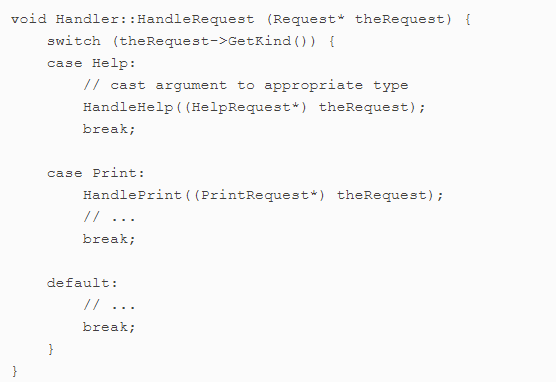 void Handler::HandleRequest (Request* theRequest) {
    switch (theRequest->GetKind()) {
    case Help:
        // cast argument to appropriate type
        HandleHelp((HelpRequest*) theRequest);
        break;

    case Print:
        HandlePrint((PrintRequest*) theRequest);
        // ...
        break;

    default:
        // ...
        break;
    }
}